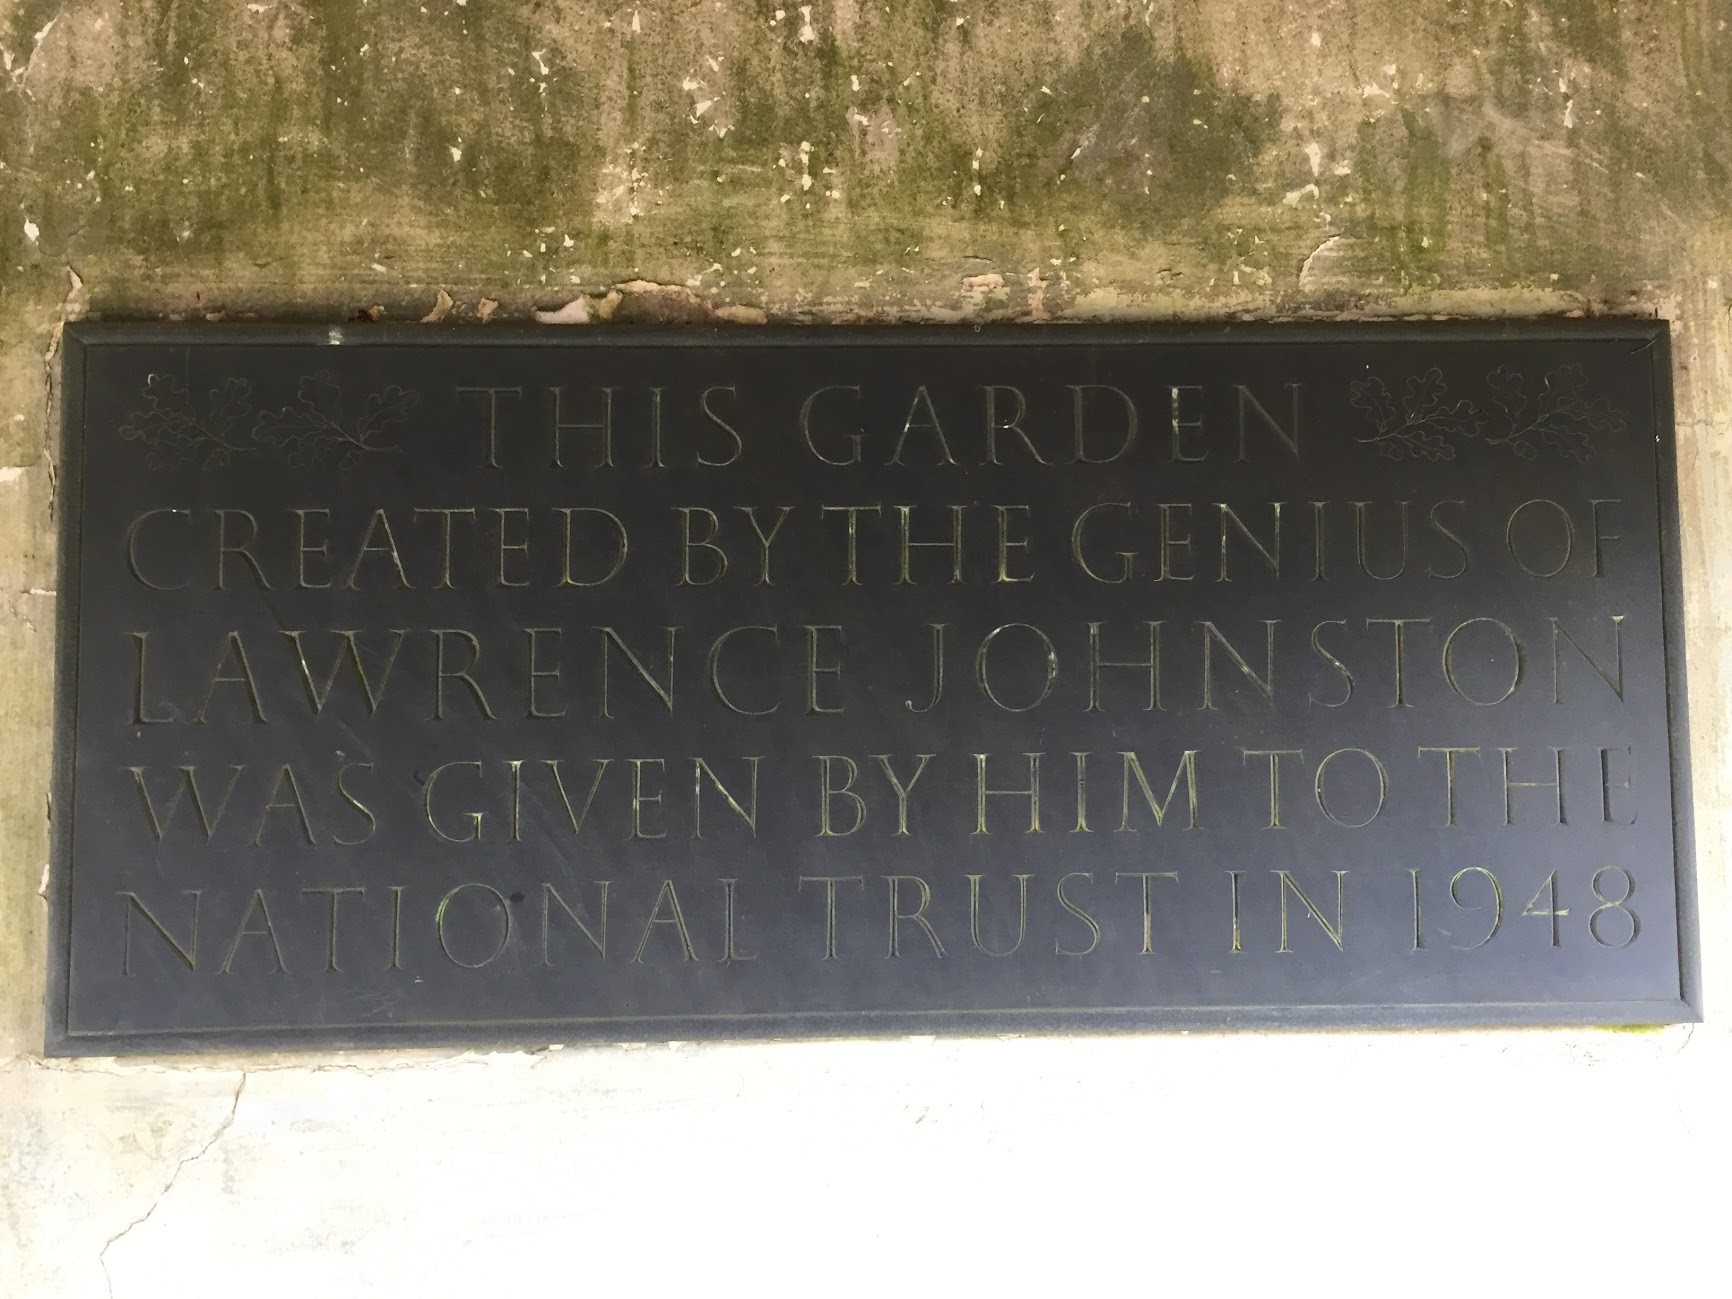 THIS GARDEN
CREATED BY THE GENIUS OF
LAWRENCE JOHNSTON
WAS GIVEN BY HIM TO THE
NATIONAL TRUST IN 1948